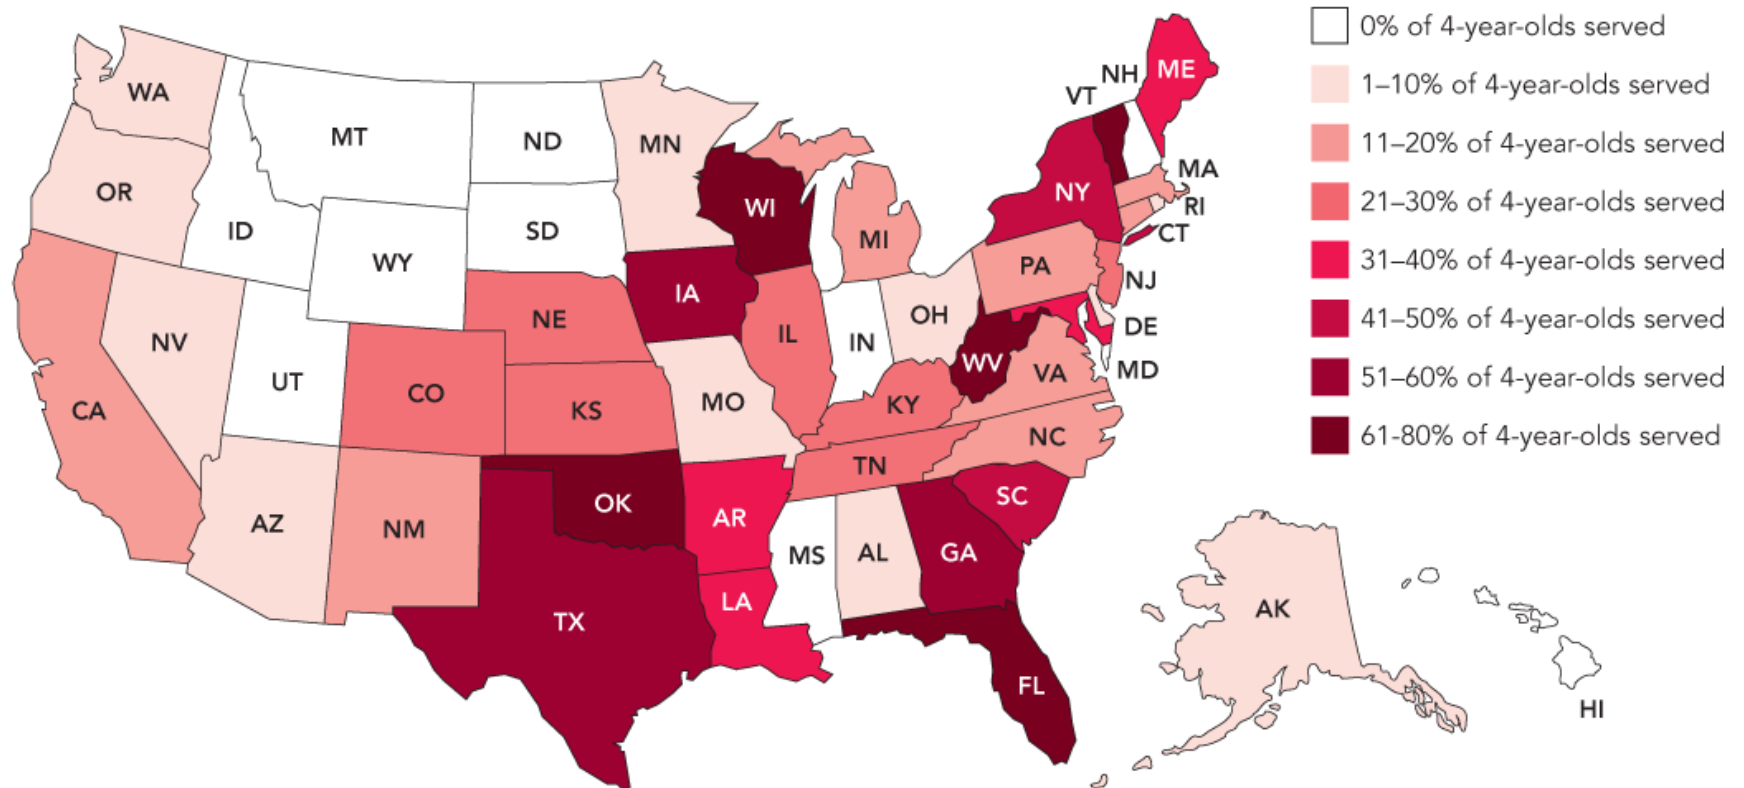 0% of 4-year-olds served
1–10% of 4-year-olds served
11–20% of 4-year-olds served
21–30% of 4-year-olds served
31–40% of 4-year-olds served
41–50% of 4-year-olds served
51–60% of 4-year-olds served
61-80% of 4-year-olds served
WA
MT
ND
MN
OR
ID
WY
SD
WI
MI
NY
VT
NH
ME
MA
RI
CT
NJ
DE
MD
PA
NV
UT
CO
NE
IA
IL
IN
OH
WV
VA
CA
KS
MO
KY
NC
TN
SC
AZ
NM
OK
AR
MS
AL
GA
TX
LA
FL
AK
HI